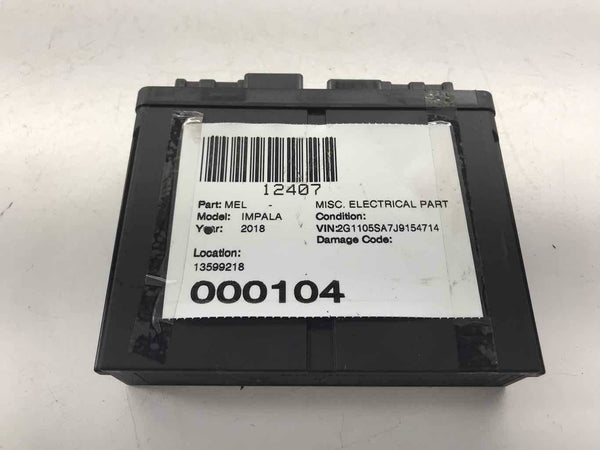 12407
Part: MEL - MISC. ELECTRICAL PART
Model: IMPALA Condition:
Year: 2018 VIN:2G1105SA7J9154714
Damage Code:
Location:
13599218
000104